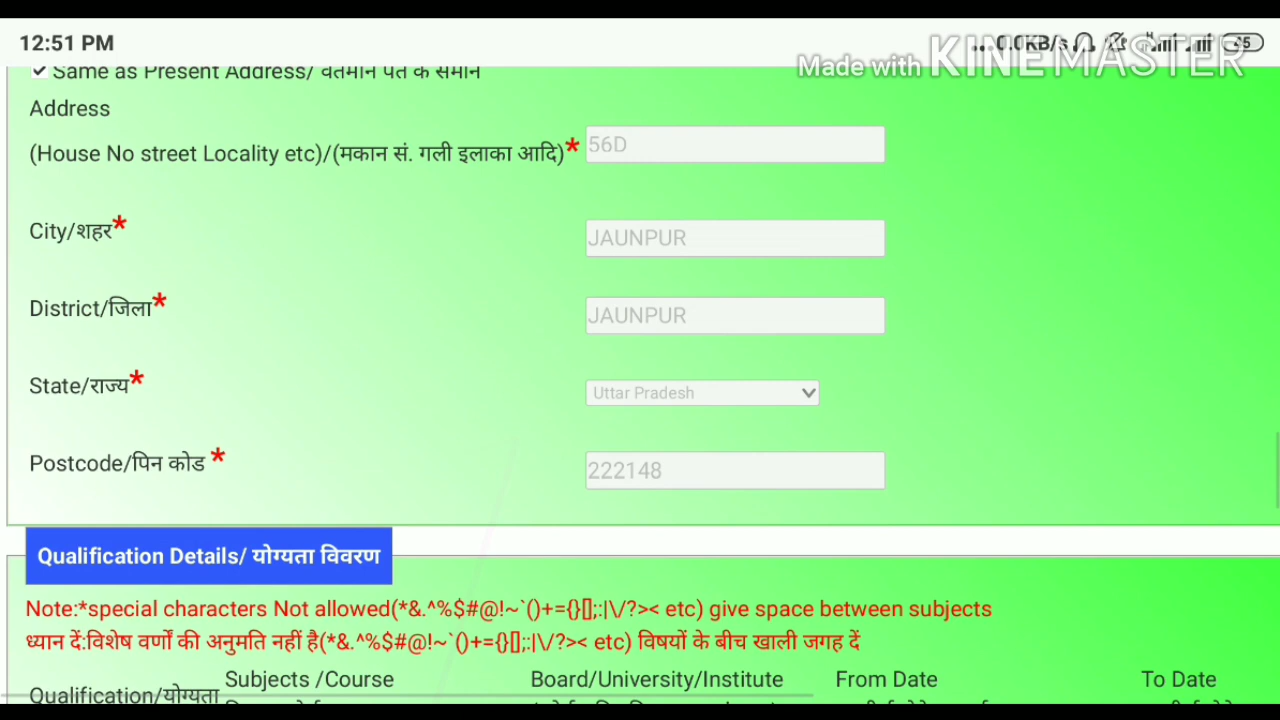 12:51 PM
... 0.0KB/s 45
Made with KINEMASTER
Same as Present Address/ वर्तमान पते के समान
Address
(House No street Locality etc)/(मकान सं. गली इलाका आदि)* 56D
City/शहर* JAUNPUR
District/जिला* JAUNPUR
State/राज्य* Uttar Pradesh
Postcode/पिन कोड * 222148
Qualification Details/ योग्यता विवरण
Note:*special characters Not allowed(*&.^%$#@!~`()+={}[];:|\/?>< etc) give space between subjects
ध्यान दें:विशेष वर्णों की अनुमति नहीं है(*&.^%$#@!~`()+={}[];:|\/?>< etc) विषयों के बीच खाली जगह दें
Qualification/योग्यता Subjects /Course Board/University/Institute From Date To Date